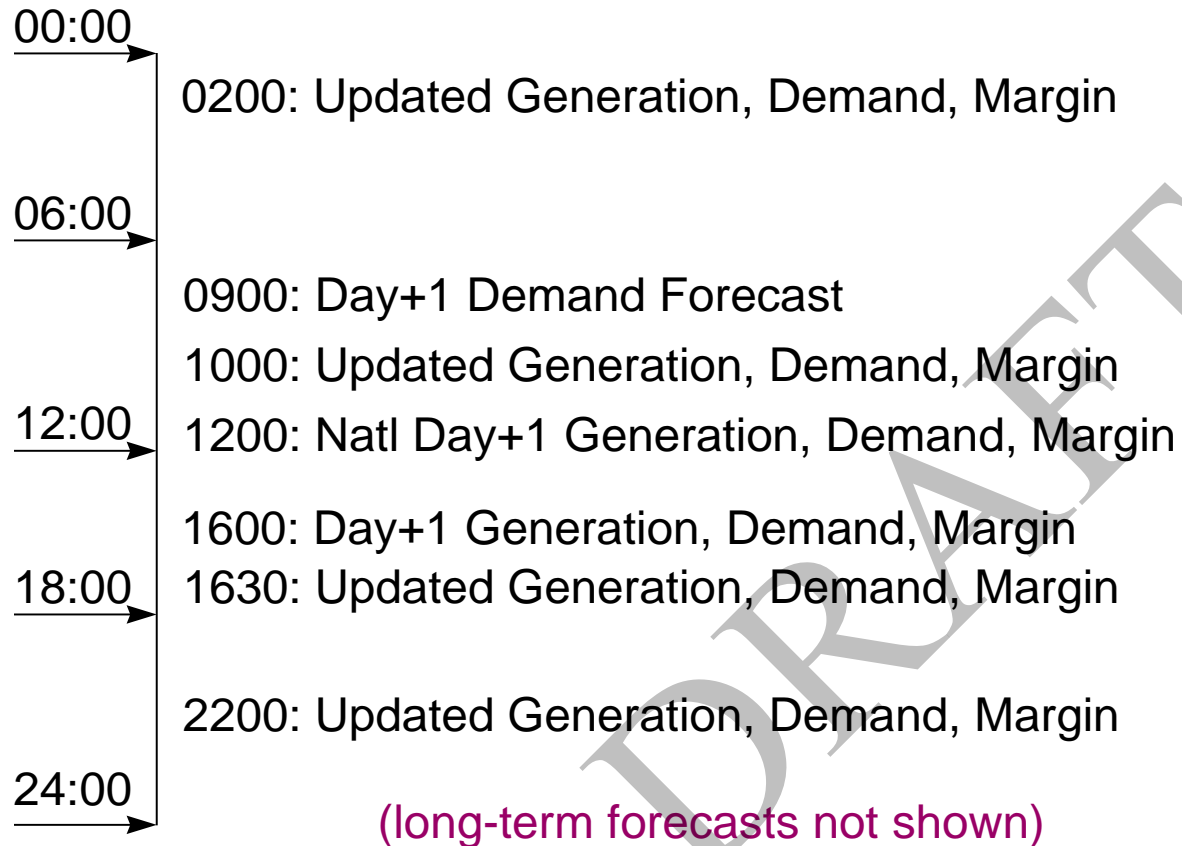 00:00
0200: Updated Generation, Demand, Margin
06:00
0900: Day+1 Demand Forecast
1000: Updated Generation, Demand, Margin
12:00
1200: Natl Day+1 Generation, Demand, Margin
1600: Day+1 Generation, Demand, Margin
18:00
1630: Updated Generation, Demand, Margin
2200: Updated Generation, Demand, Margin
24:00
(long-term forecasts not shown)
DRAFT